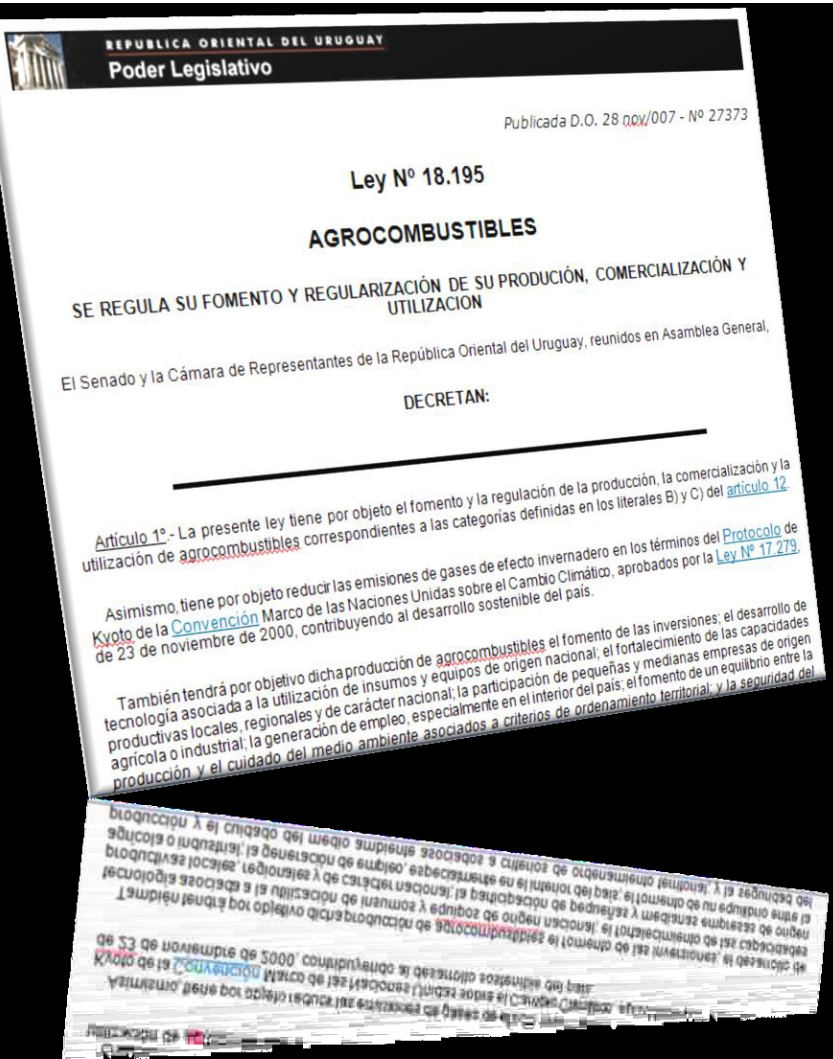 REPUBLICA ORIENTAL DEL URUGUAY
Poder Legislativo
Publicada D.O. 28 nov/007 - Nº 27373
Ley Nº 18.195
AGROCOMBUSTIBLES
SE REGULA SU FOMENTO Y REGULARIZACIÓN DE SU PRODUCIÓN, COMERCIALIZACIÓN Y
UTILIZACION
El Senado y la Cámara de Representantes de la República Oriental del Uruguay, reunidos en Asamblea General,
DECRETAN:
Artículo 1º.- La presente ley tiene por objeto el fomento y la regulación de la producción, la comercialización y la
utilización de agrocombustibles correspondientes a las categorías definidas en los literales B) y C) del artículo 12.
Asimismo, tiene por objeto reducir las emisiones de gases de efecto invernadero en los términos del Protocolo de
Kyoto de la Convención Marco de las Naciones Unidas sobre el Cambio Climático, aprobados por la Ley Nº 17.279,
de 23 de noviembre de 2000, contribuyendo al desarrollo sostenible del país.
También tendrá por objetivo dicha producción de agrocombustibles el fomento de las inversiones; el desarrollo de
tecnología asociada a la utilización de insumos y equipos de origen nacional; el fortalecimiento de las capacidades
productivas locales, regionales y de carácter nacional; la participación de pequeñas y medianas empresas de origen
agrícola o industrial; la generación de empleo, especialmente en el interior del país; el fomento de un equilibrio entre la
producción y el cuidado del medio ambiente asociados a criterios de ordenamiento territorial; y la seguridad del